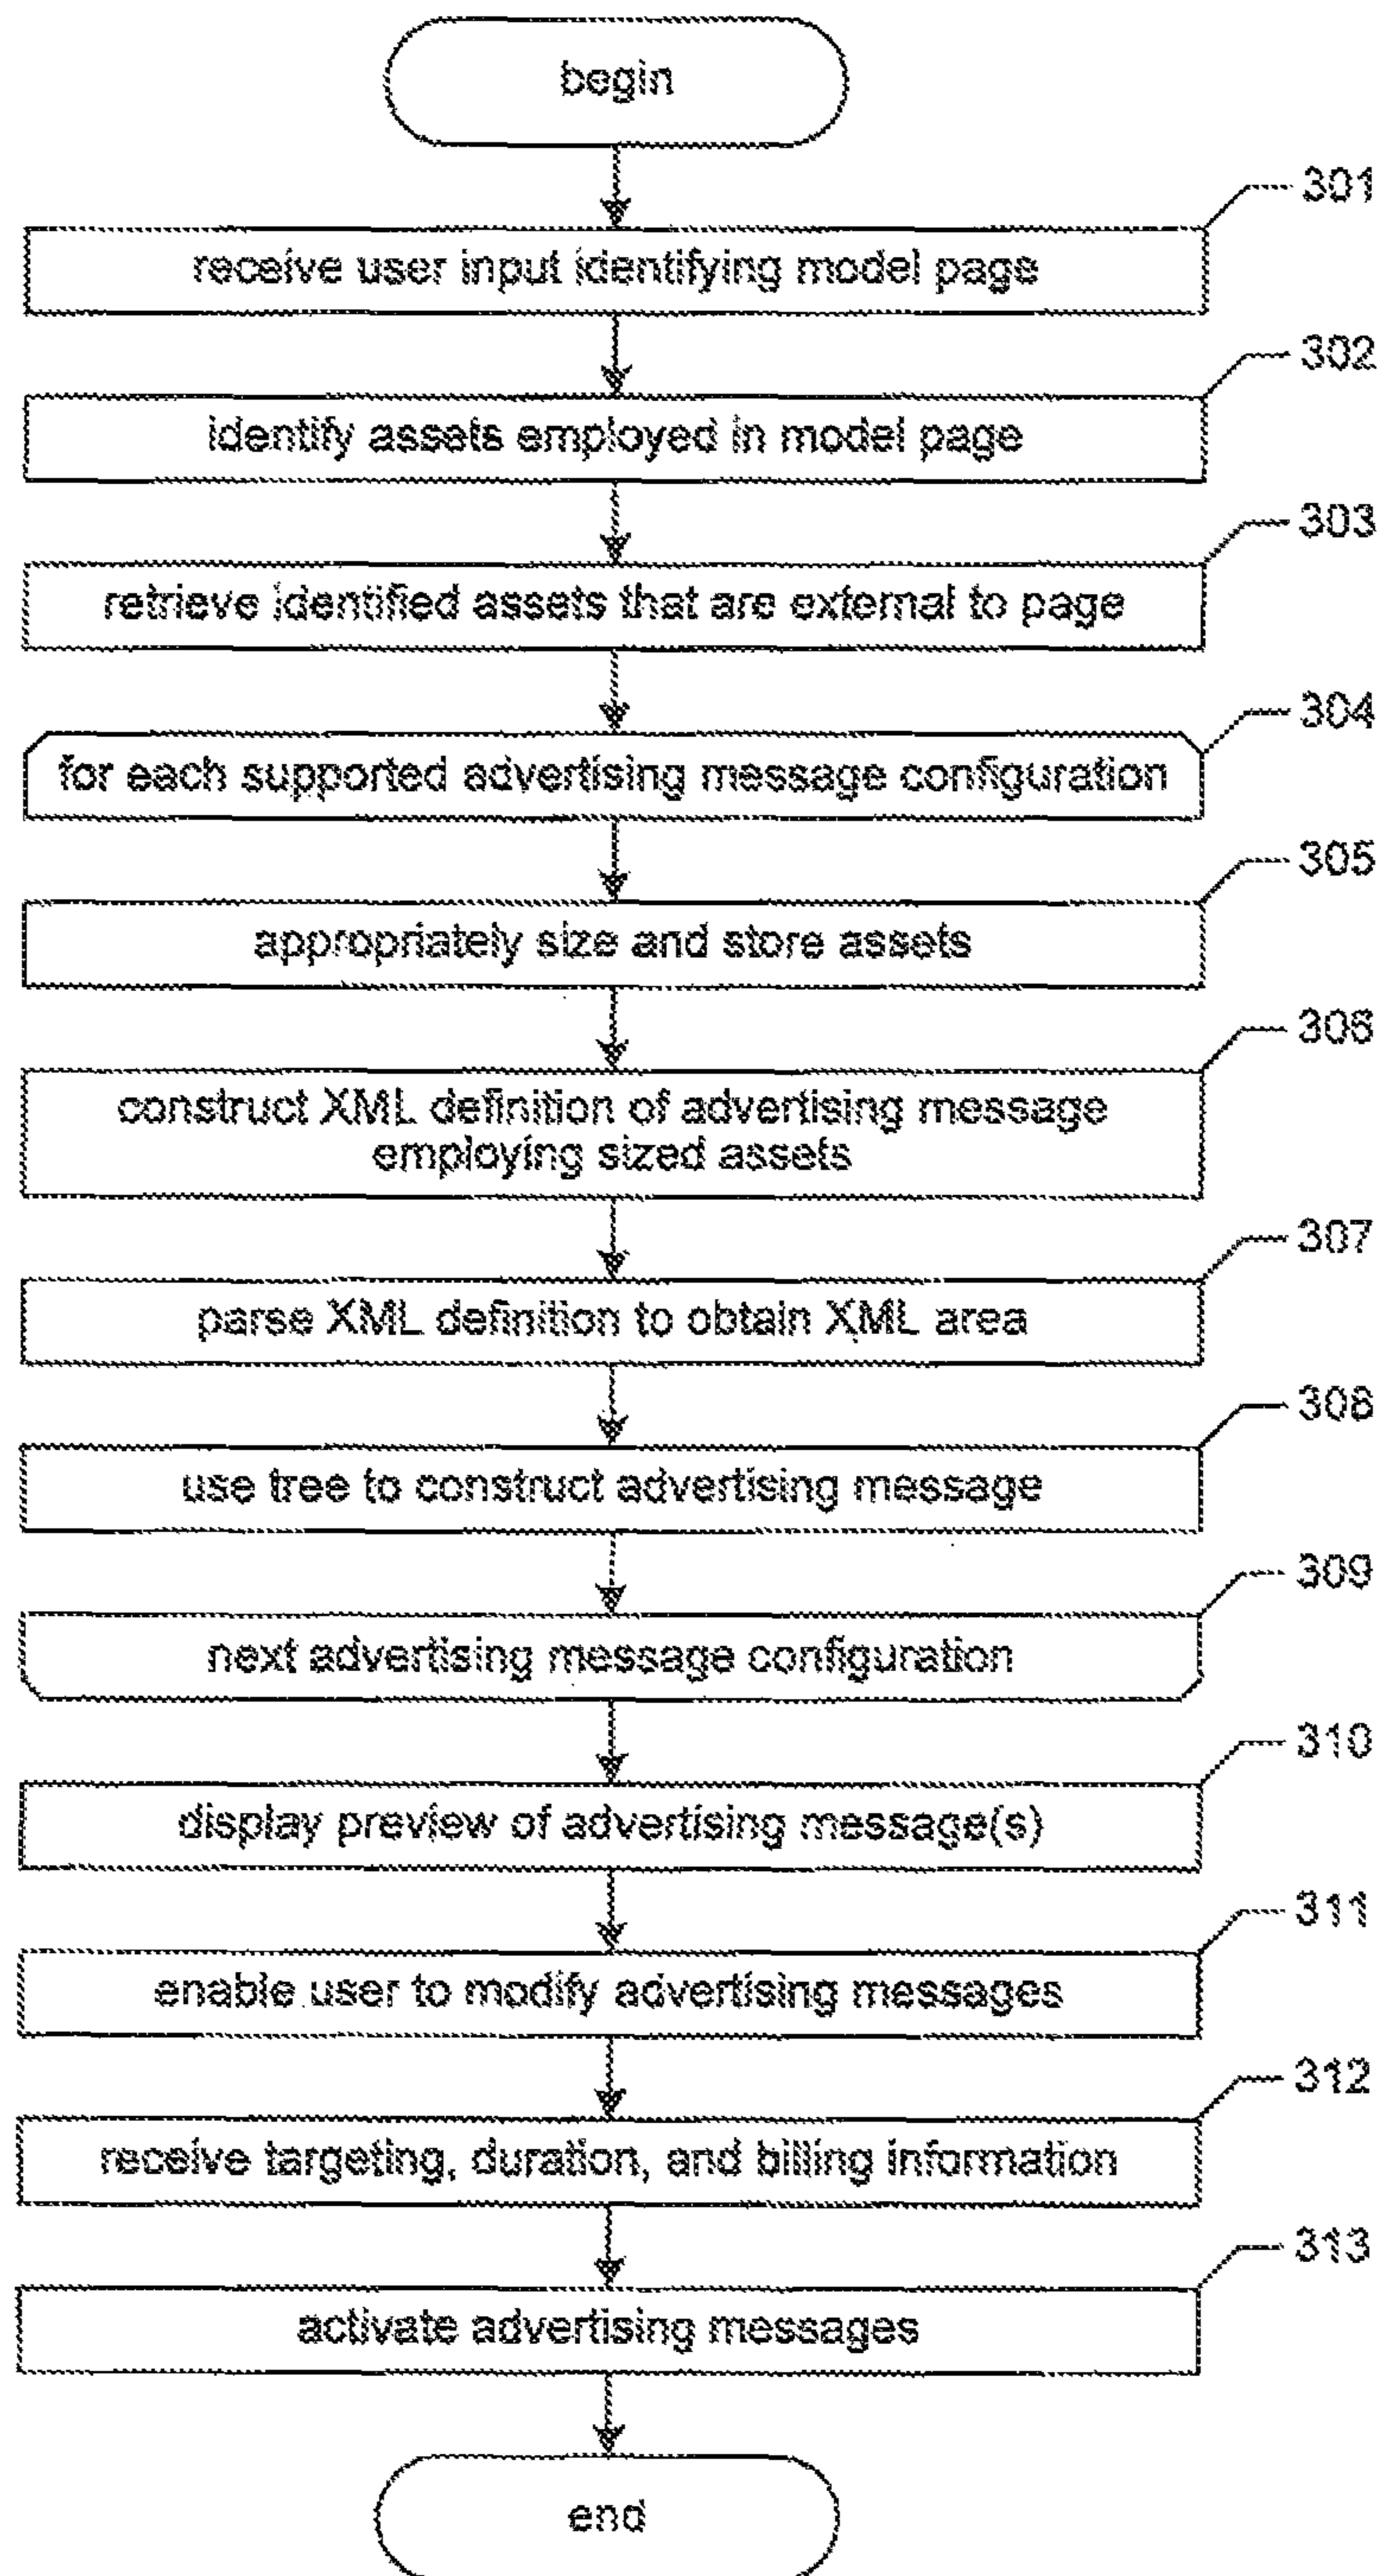 begin
301
receive user input identifying model page
302
identify assets employed in model page
303
retrieve identified assets that are external to page
304
for each supported advertising message configuration
305
appropriately size and store assets
306
construct XML definition of advertising message
employing sized assets
307
parse XML definition to obtain XML area
308
use tree to construct advertising message
309
next advertising message configuration
310
display preview of advertising message(s)
311
enable user to modify advertising messages
312
receive targeting, duration, and billing information
313
activate advertising messages
end